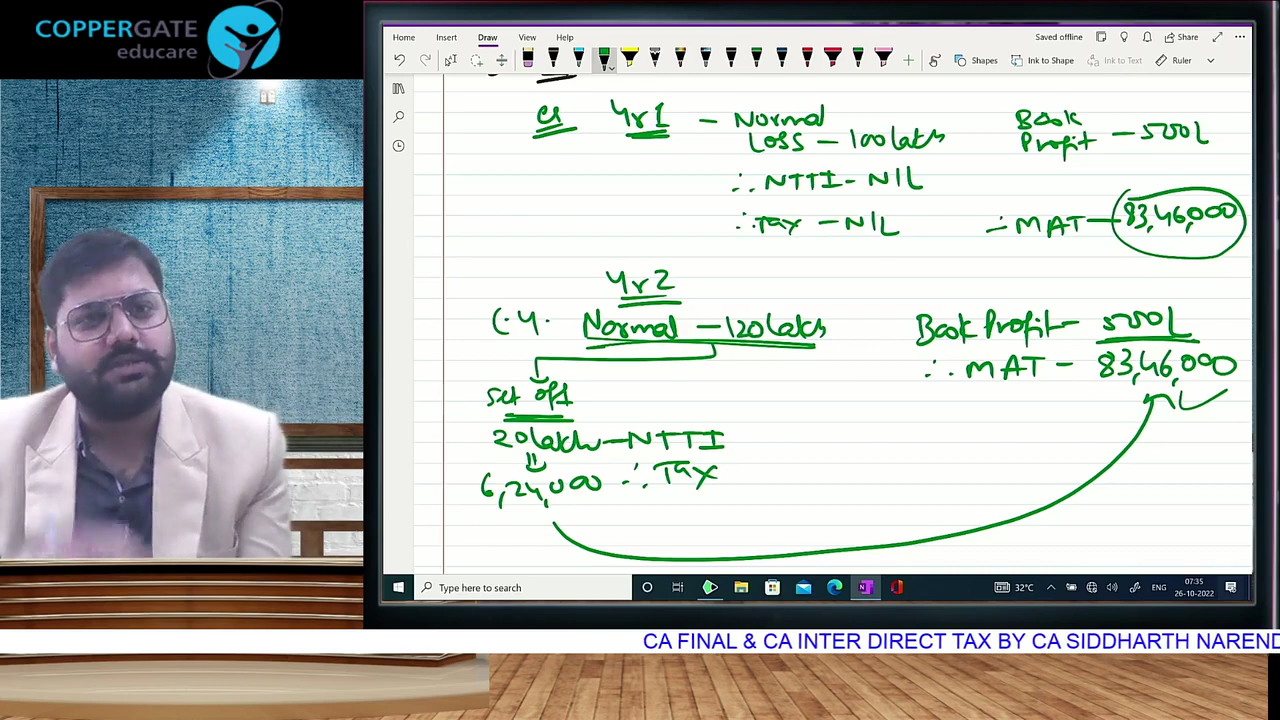 COPPERGATE
educare
Home Insert Draw View Help
Saved offline
Share
Shapes
Ink to Shape
Ink to Text
Ruler
eg Yr1 - Normal
Loss - 100 lakhs
Book
Profit - 500L
∴ NTTI - NIL
∴ Tax - NIL
∴ MAT - 83,46,000
Yr2
C.Y. Normal - 120 lakhs
Book Profit - 500L
∴ MAT - 83,46,000
Set off
20 lakhs - NTTI
6,24,000 ∴ Tax
Type here to search
32°C
ENG
07:35
26-10-2022
CA FINAL & CA INTER DIRECT TAX BY CA SIDDHARTH NAREND